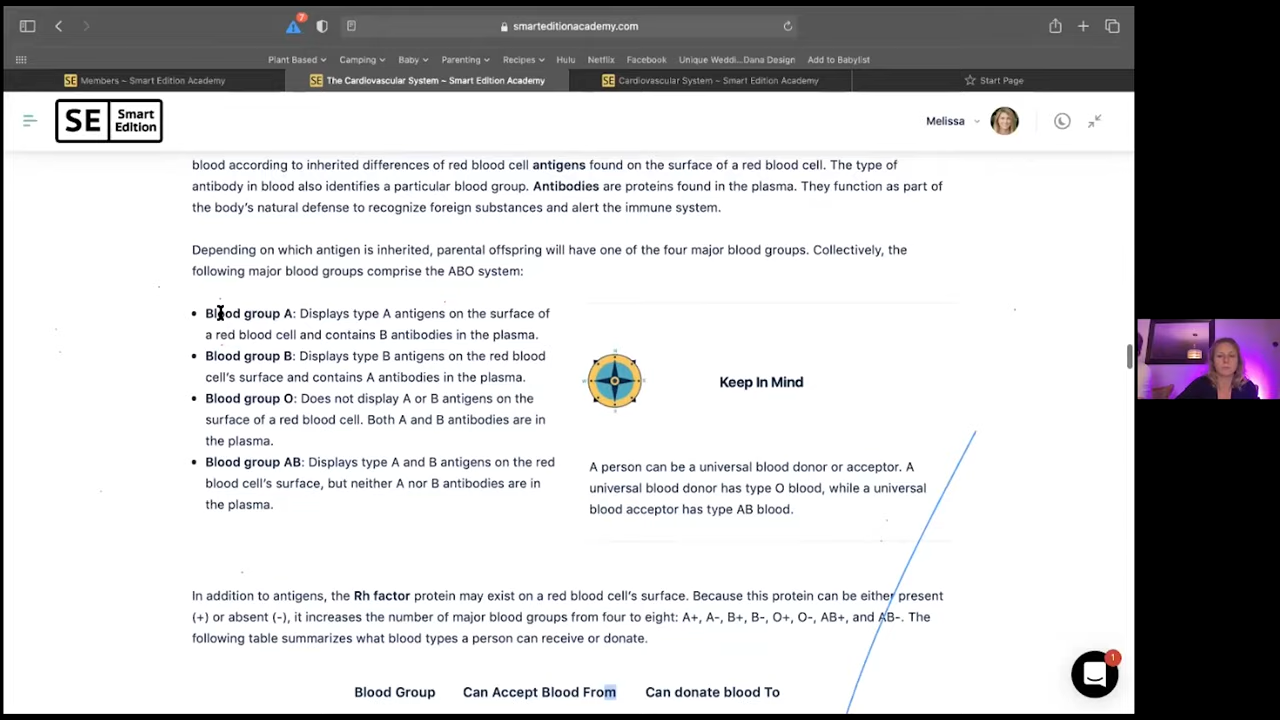 7
smarteditionacademy.com
Plant Based Camping Baby Parenting Recipes Hulu Netflix Facebook Unique Weddi...Dana Design Add to Babylist
SE Members ~ Smart Edition Academy
SE The Cardiovascular System ~ Smart Edition Academy
SE Cardiovascular System ~ Smart Edition Academy
Start Page
SE Smart Edition
Melissa
blood according to inherited differences of red blood cell antigens found on the surface of a red blood cell. The type of
antibody in blood also identifies a particular blood group. Antibodies are proteins found in the plasma. They function as part of
the body's natural defense to recognize foreign substances and alert the immune system.
Depending on which antigen is inherited, parental offspring will have one of the four major blood groups. Collectively, the
following major blood groups comprise the ABO system:
• Blood group A: Displays type A antigens on the surface of
a red blood cell and contains B antibodies in the plasma.
• Blood group B: Displays type B antigens on the red blood
cell's surface and contains A antibodies in the plasma.
• Blood group O: Does not display A or B antigens on the
surface of a red blood cell. Both A and B antibodies are in
the plasma.
• Blood group AB: Displays type A and B antigens on the red
blood cell's surface, but neither A nor B antibodies are in
the plasma.
Keep In Mind
A person can be a universal blood donor or acceptor. A
universal blood donor has type O blood, while a universal
blood acceptor has type AB blood.
In addition to antigens, the Rh factor protein may exist on a red blood cell's surface. Because this protein can be either present
(+) or absent (-), it increases the number of major blood groups from four to eight: A+, A-, B+, B-, O+, O-, AB+, and AB-. The
following table summarizes what blood types a person can receive or donate.
Blood Group Can Accept Blood From Can donate blood To
1